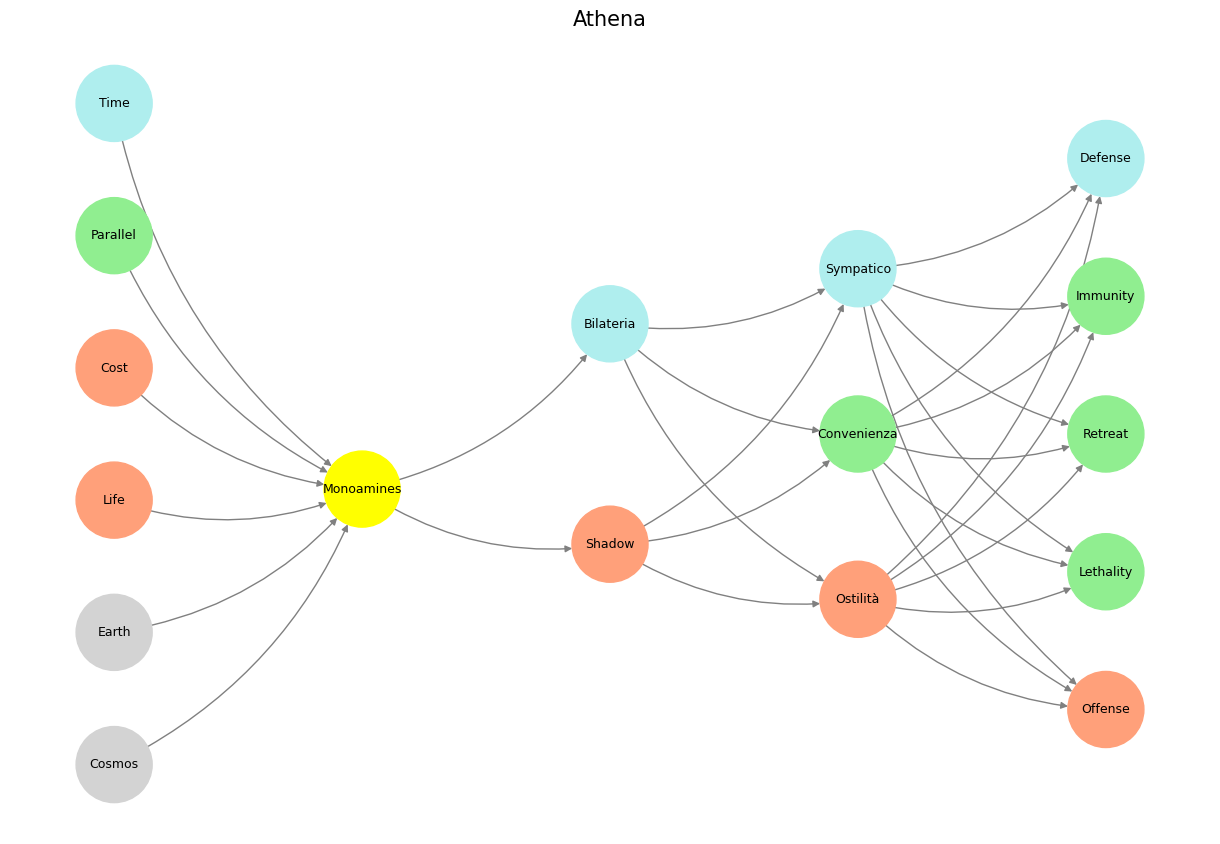 Athena
Time
Parallel
Cost
Life
Earth
Cosmos
Monoamines
Bilateria
Shadow
Sympatico
Convenienza
Ostilità
Defense
Immunity
Retreat
Lethality
Offense